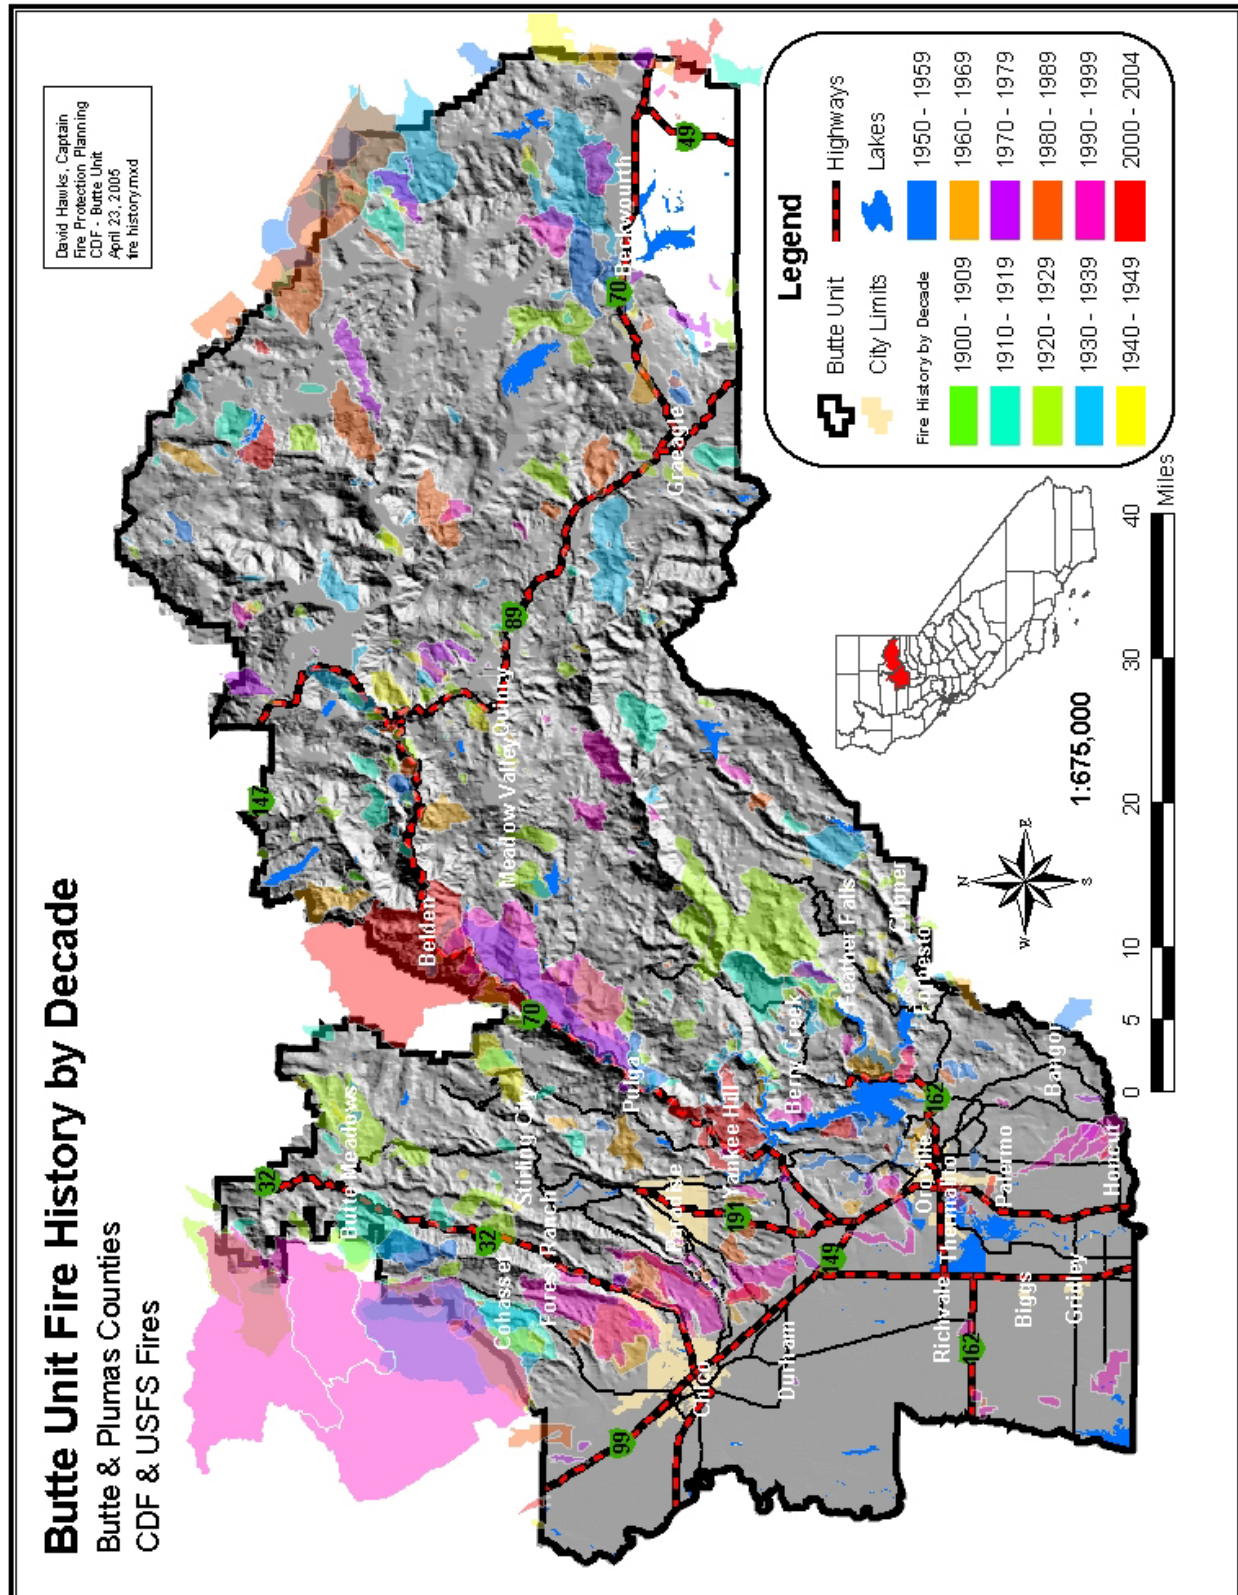 Butte Unit Fire History by Decade
Butte & Plumas Counties
CDF & USFS Fires
David Hawks, Captain
Fire Protection Planning
CDF - Butte Unit
April 23, 2005
fire history.mxd
32
Butte Meadows
32
Cohasset
Forest Ranch
Stirling City
Paradise
191
Yankee Hill
Chico
99
Durham
149
Richvale
162
Biggs
Gridley
Thermalito
Oroville
162
Palermo
Honcut
Bangor
Berry Creek
Feather Falls
Forbestown
Clipper
Pulga
70
Belden
147
Meadow Valley
Quincy
89
Graeagle
70
Beckwourth
49
Legend
Butte Unit
Highways
City Limits
Lakes
Fire History by Decade
1900 - 1909
1910 - 1919
1920 - 1929
1930 - 1939
1940 - 1949
1950 - 1959
1960 - 1969
1970 - 1979
1980 - 1989
1990 - 1999
2000 - 2004
N
W
E
S
1:675,000
0
5
10
20
30
40
Miles